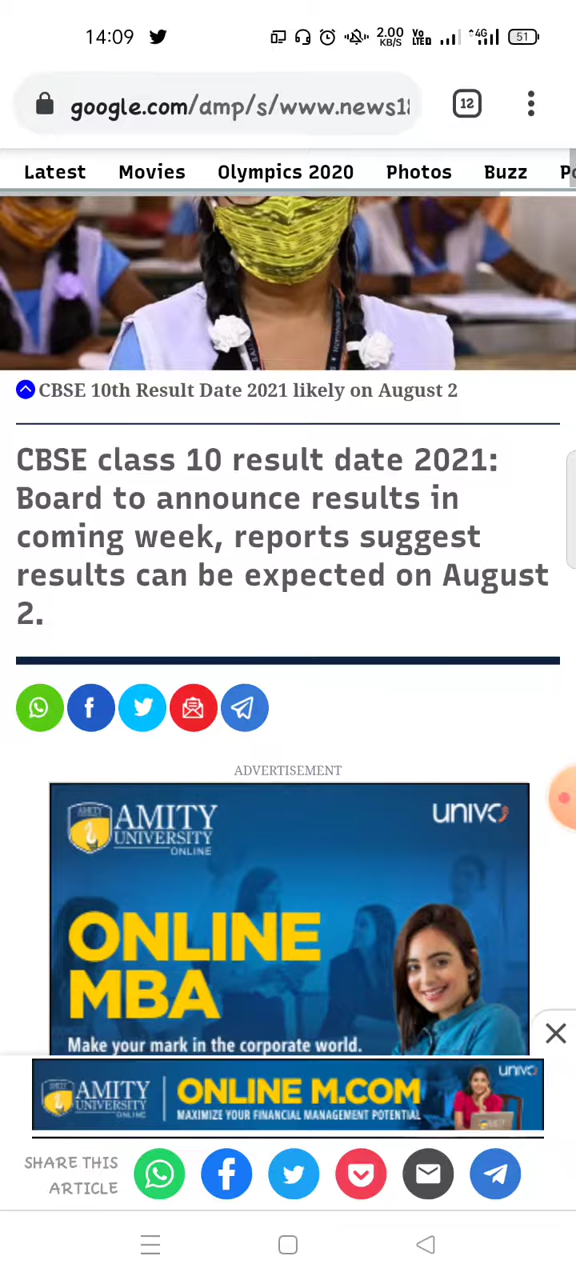 14:09
2.00
KB/S
Vo
LTED
4G
51
google.com/amp/s/www.news1
12
Latest Movies Olympics 2020 Photos Buzz
CBSE 10th Result Date 2021 likely on August 2
CBSE class 10 result date 2021:
Board to announce results in
coming week, reports suggest
results can be expected on August
2.
ADVERTISEMENT
AMITY
UNIVERSITY
ONLINE
univo
ONLINE
MBA
Make your mark in the corporate world.
AMITY
UNIVERSITY
ONLINE
ONLINE M.COM
MAXIMIZE YOUR FINANCIAL MANAGEMENT POTENTIAL
univo
SHARE THIS
ARTICLE